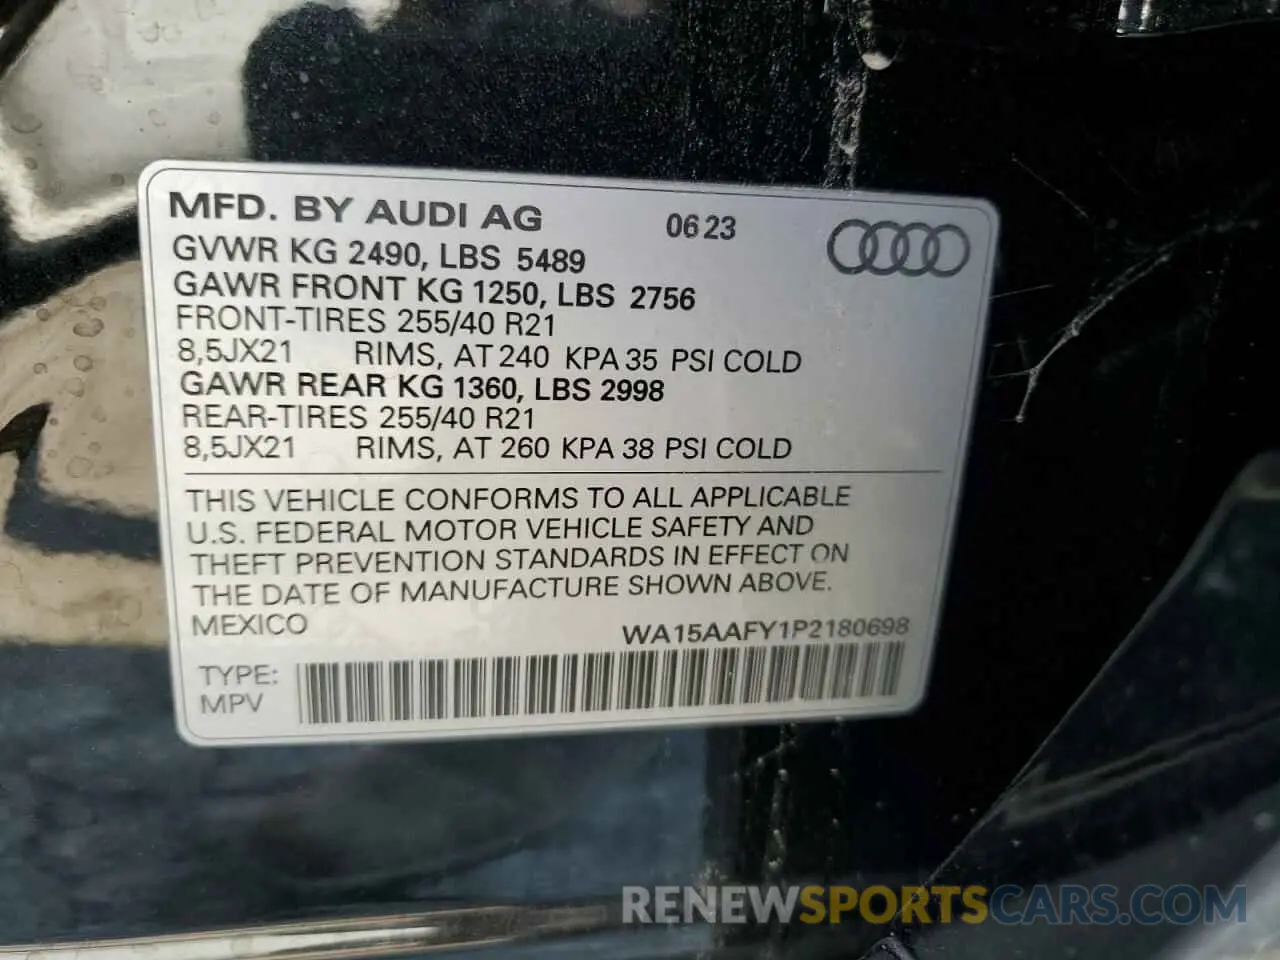 MFD. BY AUDI AG 06 23
GVWR KG 2490, LBS 5489
GAWR FRONT KG 1250, LBS 2756
FRONT-TIRES 255/40 R21
8,5JX21 RIMS, AT 240 KPA 35 PSI COLD
GAWR REAR KG 1360, LBS 2998
REAR-TIRES 255/40 R21
8,5JX21 RIMS, AT 260 KPA 38 PSI COLD
THIS VEHICLE CONFORMS TO ALL APPLICABLE
U.S. FEDERAL MOTOR VEHICLE SAFETY AND
THEFT PREVENTION STANDARDS IN EFFECT ON
THE DATE OF MANUFACTURE SHOWN ABOVE.
MEXICO WA15AAFY1P2180698
TYPE:
MPV
RENEWSPORTSCARS.COM